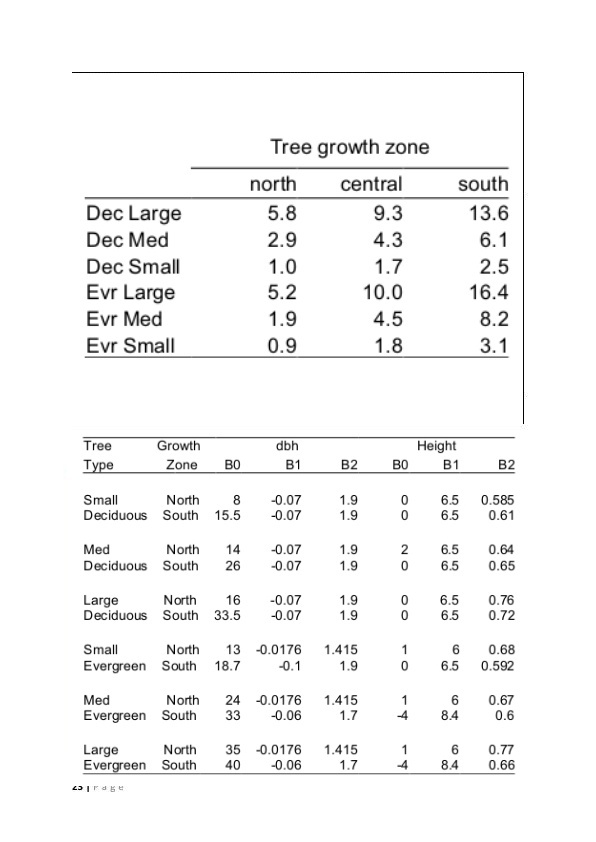 Tree growth zone
north central south
Dec Large 5.8 9.3 13.6
Dec Med 2.9 4.3 6.1
Dec Small 1.0 1.7 2.5
Evr Large 5.2 10.0 16.4
Evr Med 1.9 4.5 8.2
Evr Small 0.9 1.8 3.1
Tree Growth dbh Height
Type Zone B0 B1 B2 B0 B1 B2
Small North 8 -0.07 1.9 0 6.5 0.585
Deciduous South 15.5 -0.07 1.9 0 6.5 0.61
Med North 14 -0.07 1.9 2 6.5 0.64
Deciduous South 26 -0.07 1.9 0 6.5 0.65
Large North 16 -0.07 1.9 0 6.5 0.76
Deciduous South 33.5 -0.07 1.9 0 6.5 0.72
Small North 13 -0.0176 1.415 1 6 0.68
Evergreen South 18.7 -0.1 1.9 0 6.5 0.592
Med North 24 -0.0176 1.415 1 6 0.67
Evergreen South 33 -0.06 1.7 -4 8.4 0.6
Large North 35 -0.0176 1.415 1 6 0.77
Evergreen South 40 -0.06 1.7 -4 8.4 0.66
| Page